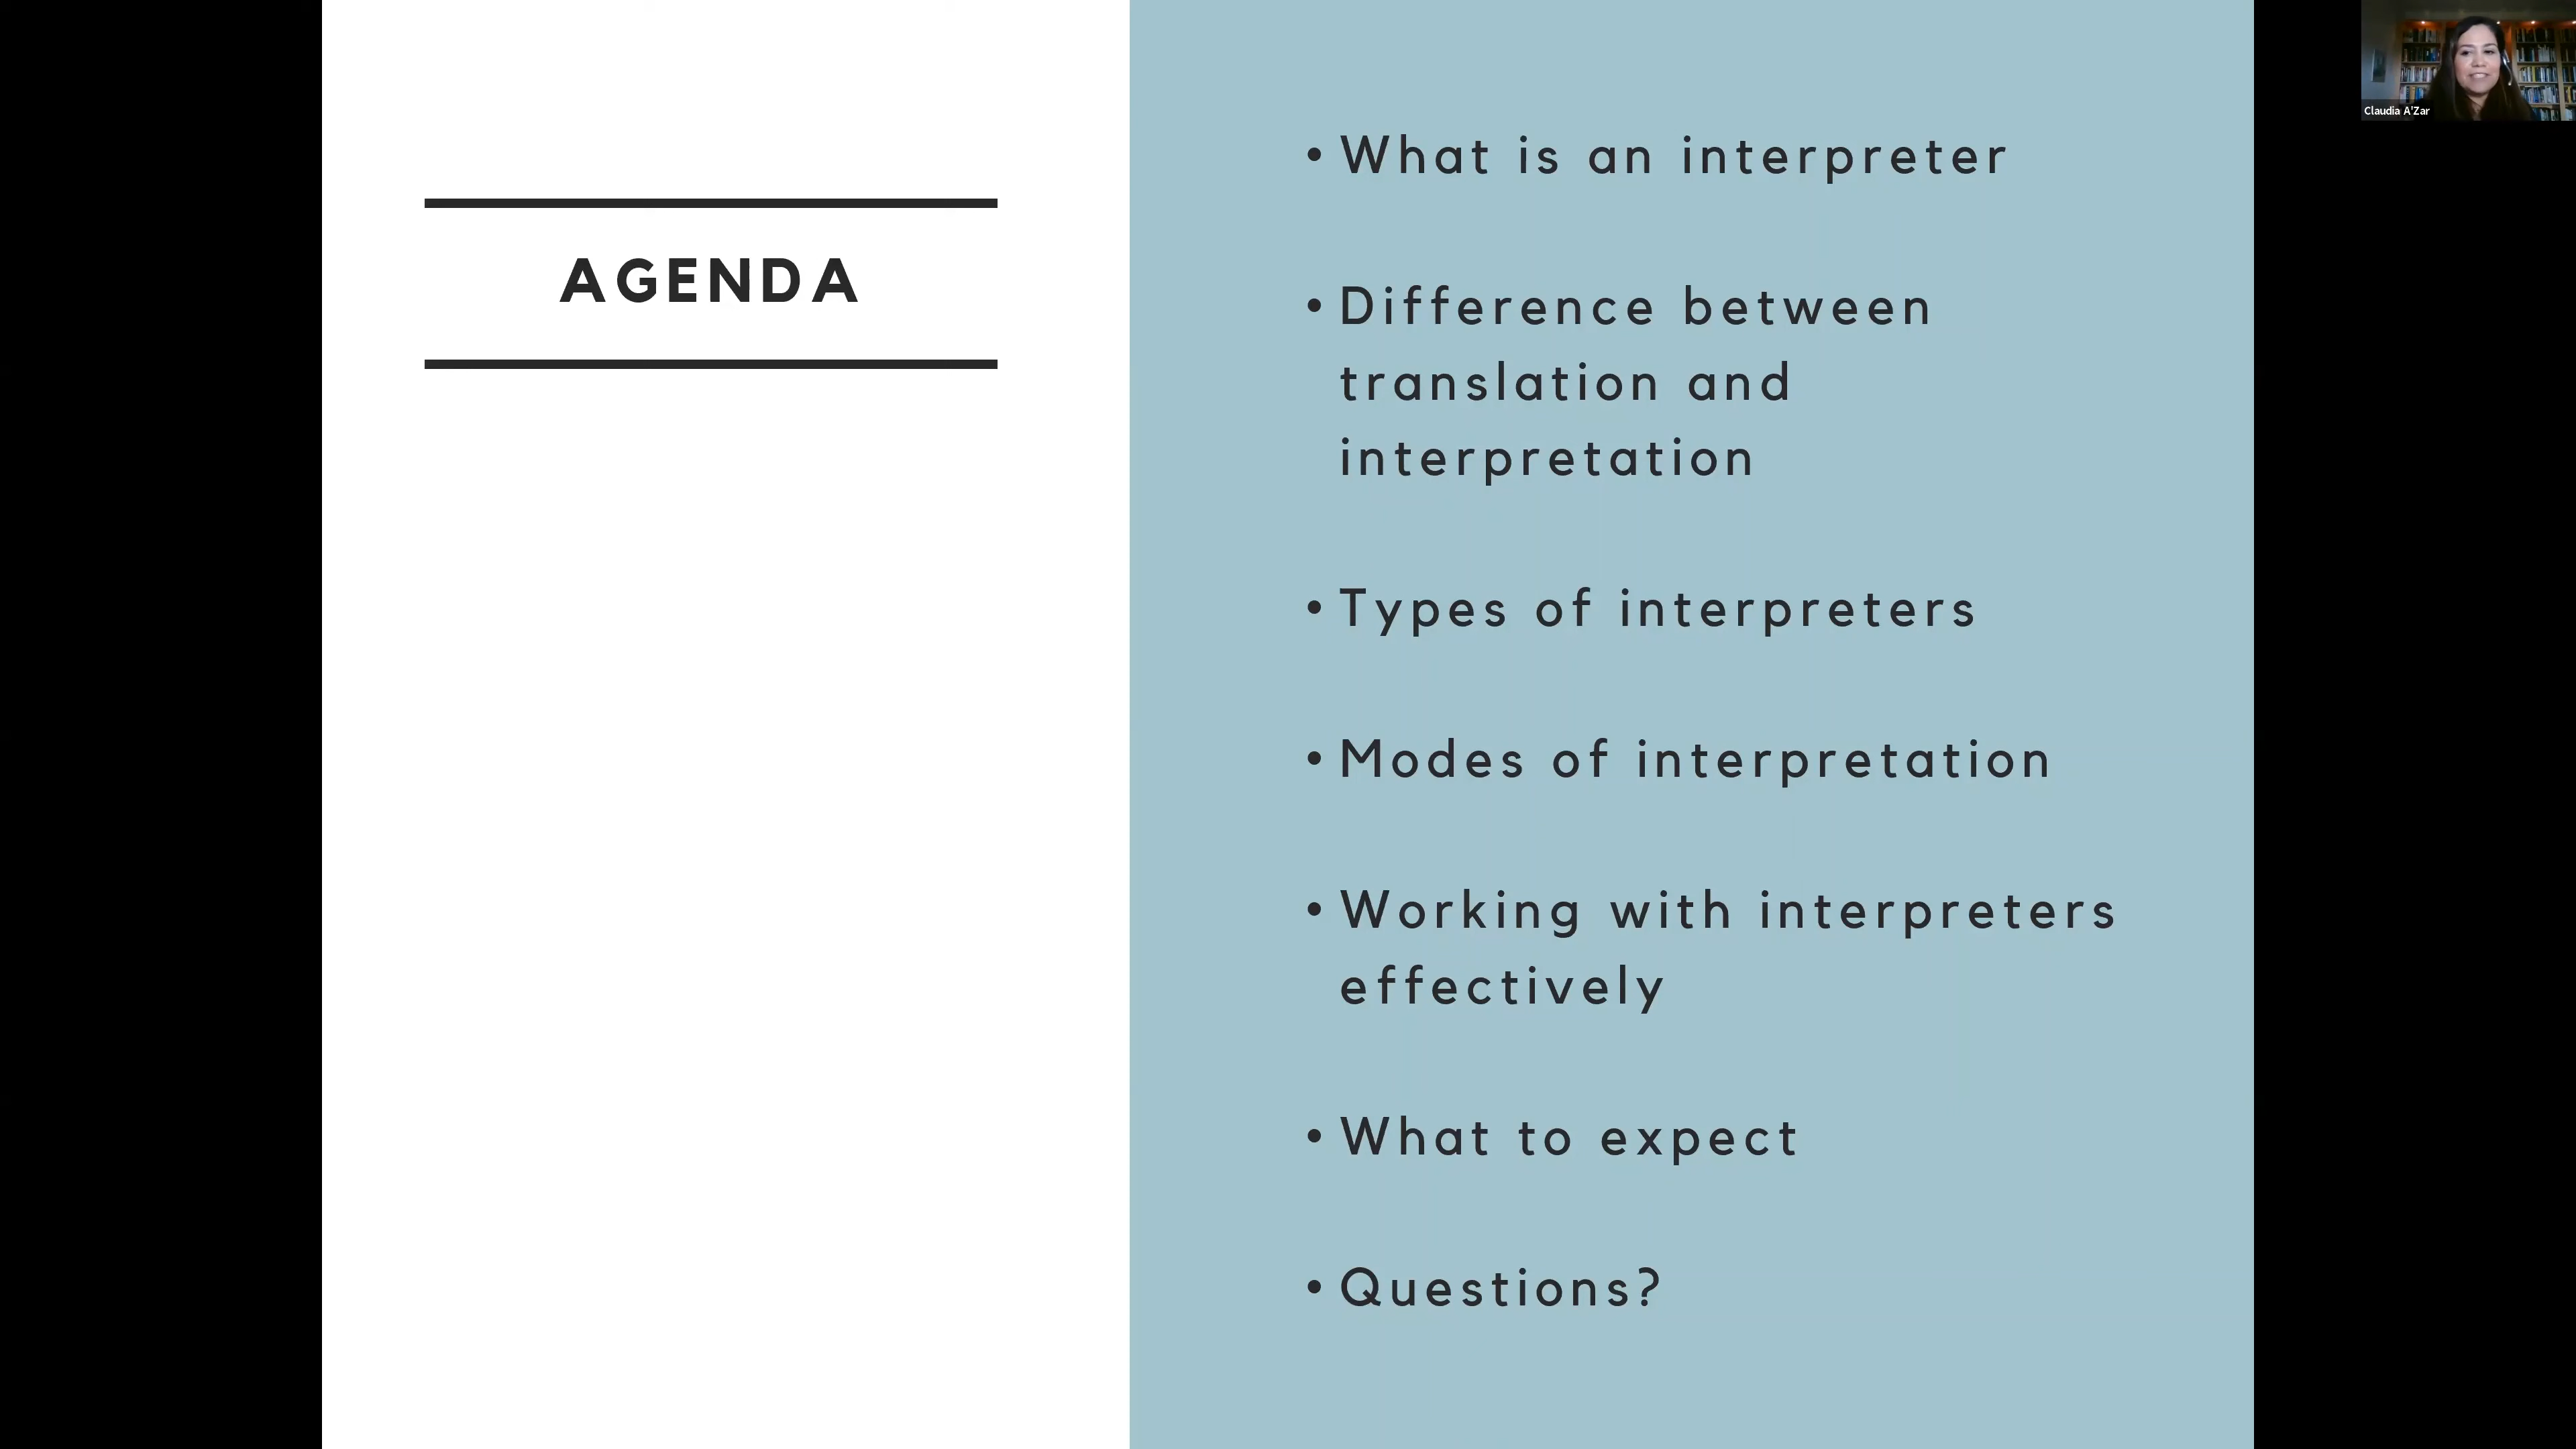 AGENDA
• What is an interpreter
• Difference between
translation and
interpretation
• Types of interpreters
• Modes of interpretation
• Working with interpreters
effectively
• What to expect
• Questions?
Claudia A'Zar